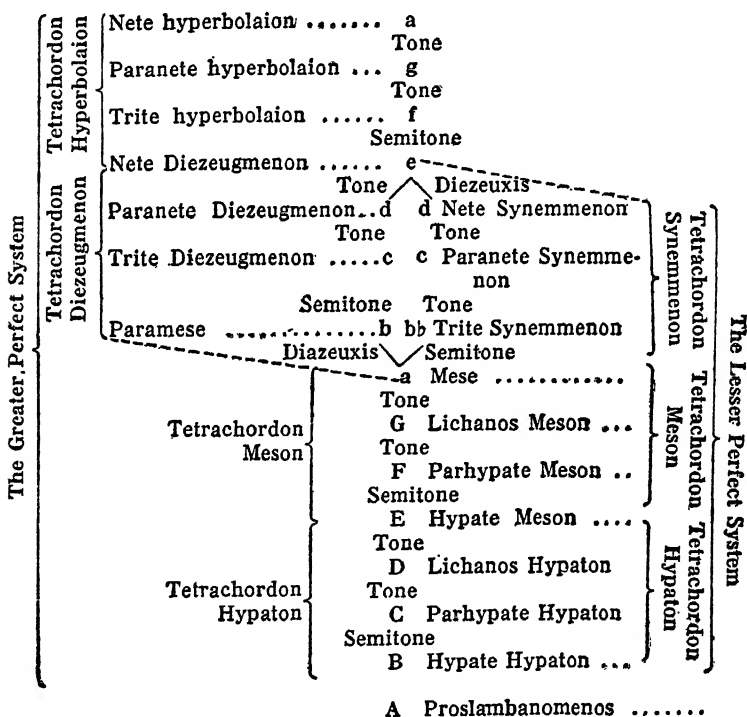 Nete hyperbolaion ....... a
Tone
Paranete hyperbolaion ... g
Tone
Trite hyperbolaion ...... f
Semitone
Nete Diezeugmenon ...... e
Tone Diezeuxis
Paranete Diezeugmenon..d d Nete Synemmenon
Tone Tone
Trite Diezeugmenon .....c c Paranete Synemme-
non
Semitone Tone
Paramese ..................b bb Trite Synemmenon
Diazeuxis Semitone
a Mese .............
Tone
G Lichanos Meson ...
Tone
F Parhypate Meson ..
Semitone
E Hypate Meson ....
Tone
D Lichanos Hypaton
Tone
C Parhypate Hypaton
Semitone
B Hypate Hypaton ...
A Proslambanomenos .......
The Greater Perfect System
Tetrachordon
Hyperbolaion
Tetrachordon
Diezeugmenon
Tetrachordon
Meson
Tetrachordon
Hypaton
Tetrachordon
Synemmenon
Tetrachordon
Meson
Tetrachordon
Hypaton
The Lesser Perfect System